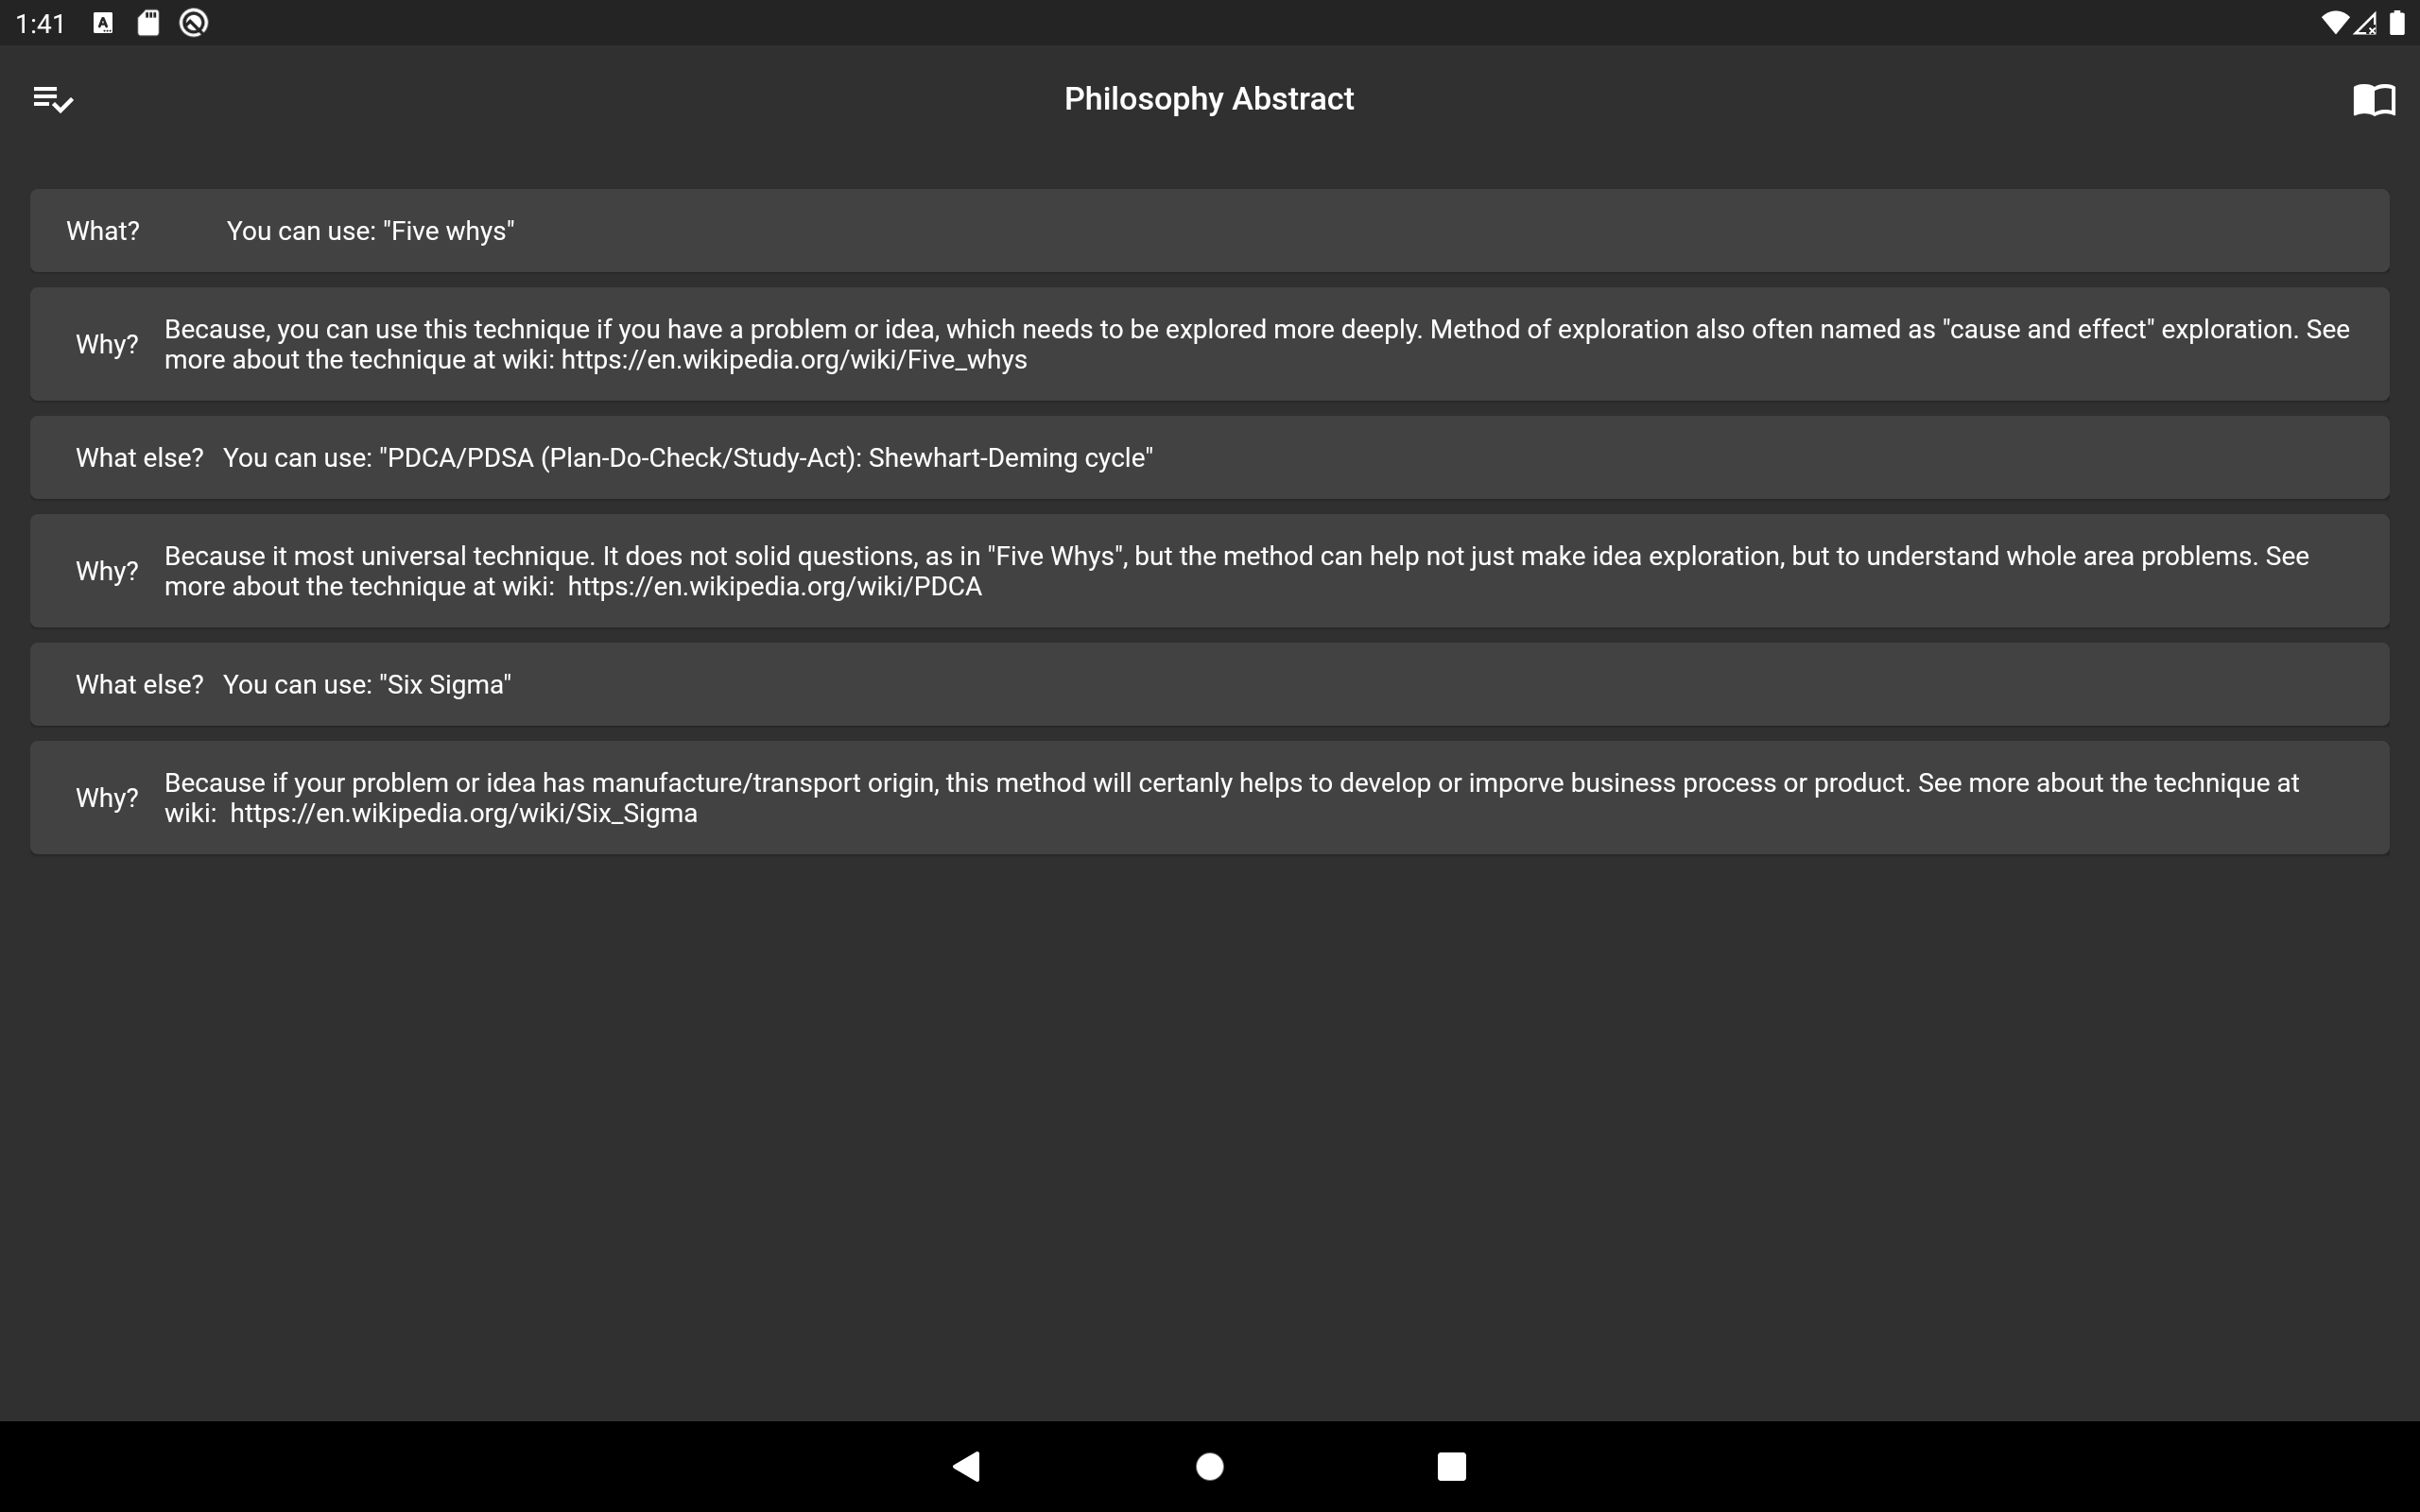 1:41
Philosophy Abstract
What? You can use: "Five whys"
Why? Because, you can use this technique if you have a problem or idea, which needs to be explored more deeply. Method of exploration also often named as "cause and effect" exploration. See
more about the technique at wiki: https://en.wikipedia.org/wiki/Five_whys
What else? You can use: "PDCA/PDSA (Plan-Do-Check/Study-Act): Shewhart-Deming cycle"
Why? Because it most universal technique. It does not solid questions, as in "Five Whys", but the method can help not just make idea exploration, but to understand whole area problems. See
more about the technique at wiki:  https://en.wikipedia.org/wiki/PDCA
What else? You can use: "Six Sigma"
Why? Because if your problem or idea has manufacture/transport origin, this method will certanly helps to develop or imporve business process or product. See more about the technique at
wiki:  https://en.wikipedia.org/wiki/Six_Sigma